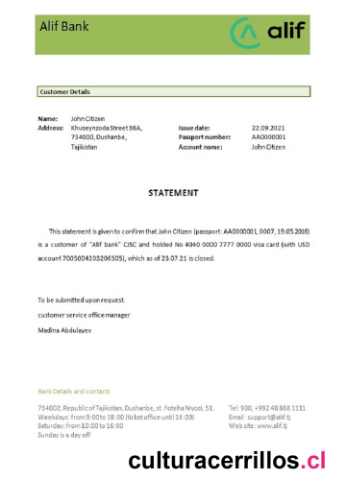 Alif Bank
alif
Customer Details
Name: John Citizen
Address: Khuseynzoda Street 36A, Issue date: 22.09.2021
734000, Dushanbe, Passport number: AA0000001
Tajikistan Account name: John Citizen
STATEMENT
This statement is given to confirm that John Citizen (passport: AA0000001, 0007, 19.05.2016)
is a customer of "Alif bank" CJSC and holded No 4040 0000 7777 0000 visa card (with USD
account 7005004203206505), which as of 23.07.21 is closed.
To be submitted upon request.
customer service office manager
Madina Abdulayev
Bank Details and contacts
734002, Republic of Tajikistan, Dushanbe, st. Foteha Niyozi, 51. Tel: 900, +992 48 888 1111
Weekdays: from 9:00 to 18:00 (ticket office until 16:00) Email: support@alif.tj
Saturday: from 10:00 to 16:00 Web site: www.alif.tj
Sunday is a day off
culturacerrillos.cl